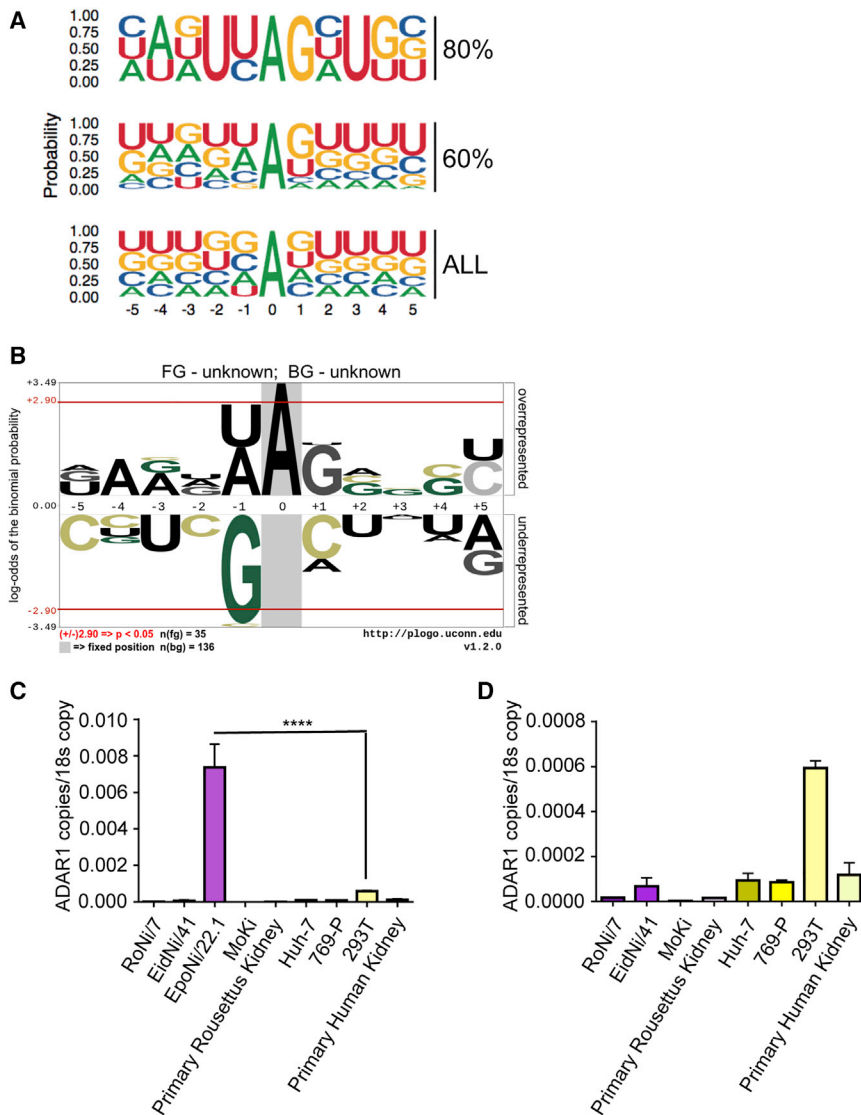 A
1.00
0.75
0.50
0.25
0.00
80%
Probability
1.00
0.75
0.50
0.25
0.00
60%
1.00
0.75
0.50
0.25
0.00
ALL
-5 -4 -3 -2 -1 0 1 2 3 4 5
B
FG - unknown; BG - unknown
+3.49
+2.90
0.00
-2.90
-3.49
log-odds of the binomial probability
-5 -4 -3 -2 -1 0 +1 +2 +3 +4 +5
overrepresented
underrepresented
(+/-)2.90 => p < 0.05 n(fg) = 35
=> fixed position n(bg) = 136
http://plogo.uconn.edu
v1.2.0
C
ADAR1 copies/18s copy
0.010
0.008
0.006
0.004
0.002
0.000
****
RoNi/7
EidNi/41
EpoNi/22.1
MoKi
Primary Rousettus Kidney
Huh-7
769-P
293T
Primary Human Kidney
D
ADAR1 copies/18s copy
0.0008
0.0006
0.0004
0.0002
0.0000
RoNi/7
EidNi/41
MoKi
Primary Rousettus Kidney
Huh-7
769-P
293T
Primary Human Kidney